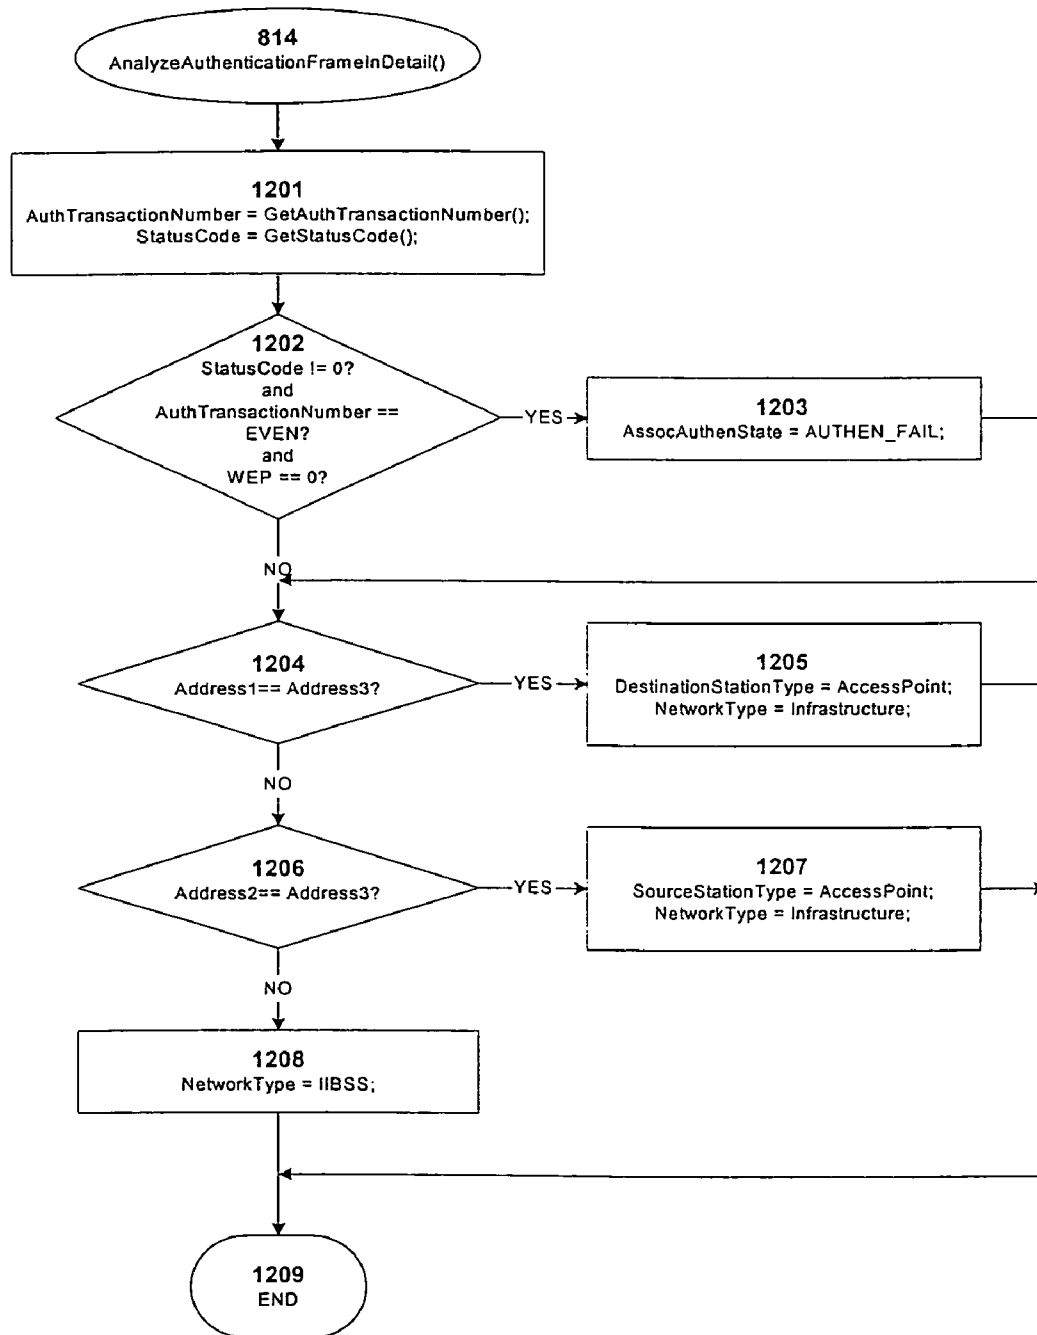 814
AnalyzeAuthenticationFrameInDetail()
1201
AuthTransactionNumber = GetAuthTransactionNumber();
StatusCode = GetStatusCode();
1202
StatusCode != 0?
and
AuthTransactionNumber ==
EVEN?
and
WEP == 0?
YES
1203
AssocAuthenState = AUTHEN_FAIL;
NO
1204
Address1== Address3?
YES
1205
DestinationStationType = AccessPoint;
NetworkType = Infrastructure;
NO
1206
Address2== Address3?
YES
1207
SourceStationType = AccessPoint;
NetworkType = Infrastructure;
NO
1208
NetworkType = IIBSS;
1209
END